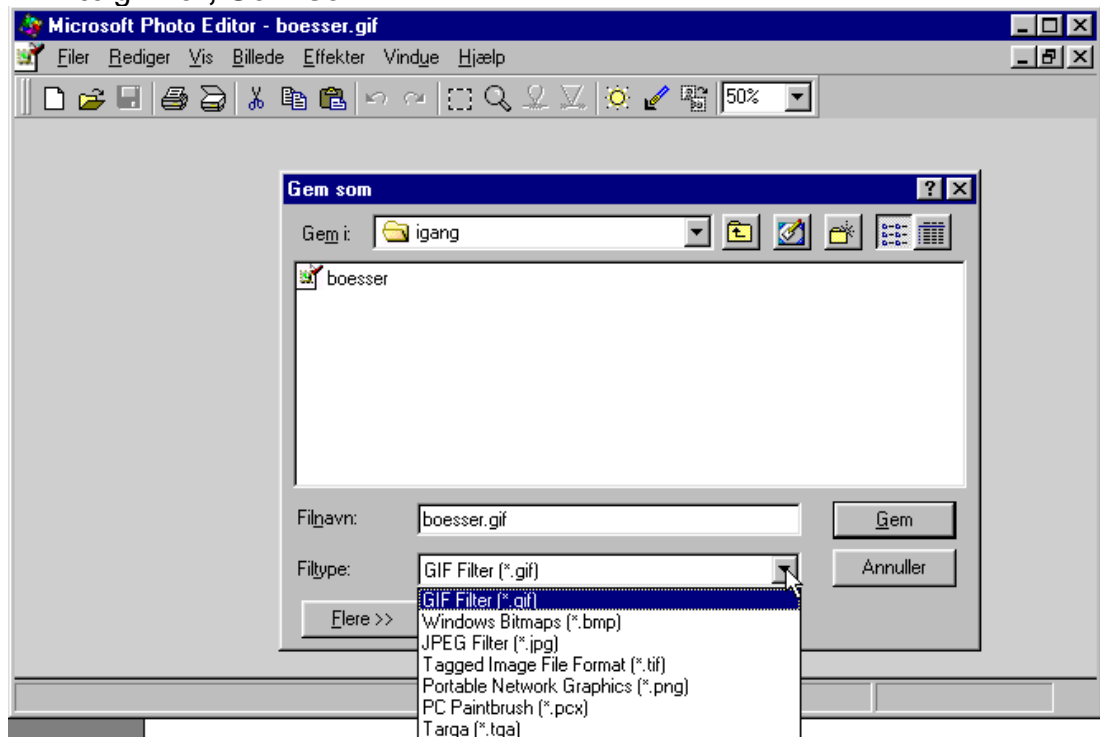 Microsoft Photo Editor - boesser.gif
Filer Rediger Vis Billede Effekter Vindue Hjælp
50%
Gem som
Gem i: igang
boesser
Filnavn: boesser.gif Gem
Filtype: GIF Filter (*.gif) Annuller
Flere >>
GIF Filter (*.gif)
Windows Bitmaps (*.bmp)
JPEG Filter (*.jpg)
Tagged Image File Format (*.tif)
Portable Network Graphics (*.png)
PC Paintbrush (*.pcx)
Targa (*.tga)